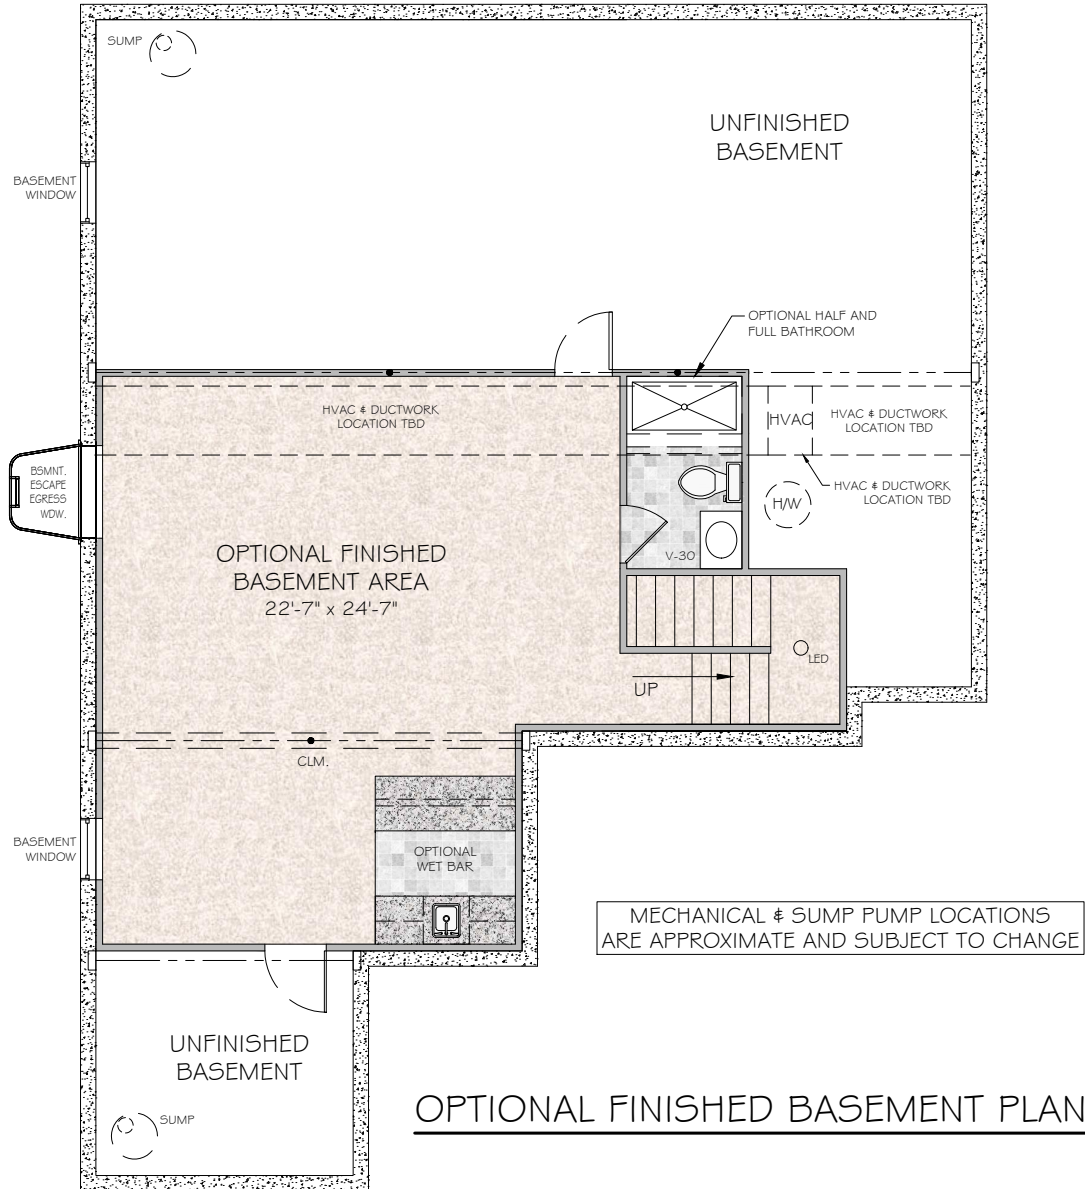 SUMP
UNFINISHED
BASEMENT
BASEMENT
WINDOW
OPTIONAL HALF AND
FULL BATHROOM
HVAC & DUCTWORK
LOCATION TBD
HVAC
HVAC & DUCTWORK
LOCATION TBD
BSMNT.
ESCAPE
EGRESS
WDW.
HVAC & DUCTWORK
LOCATION TBD
H/W
OPTIONAL FINISHED
BASEMENT AREA
22'-7" x 24'-7"
V-30
LED
UP
CLM.
BASEMENT
WINDOW
OPTIONAL
WET BAR
MECHANICAL & SUMP PUMP LOCATIONS
ARE APPROXIMATE AND SUBJECT TO CHANGE
UNFINISHED
BASEMENT
SUMP
OPTIONAL FINISHED BASEMENT PLAN